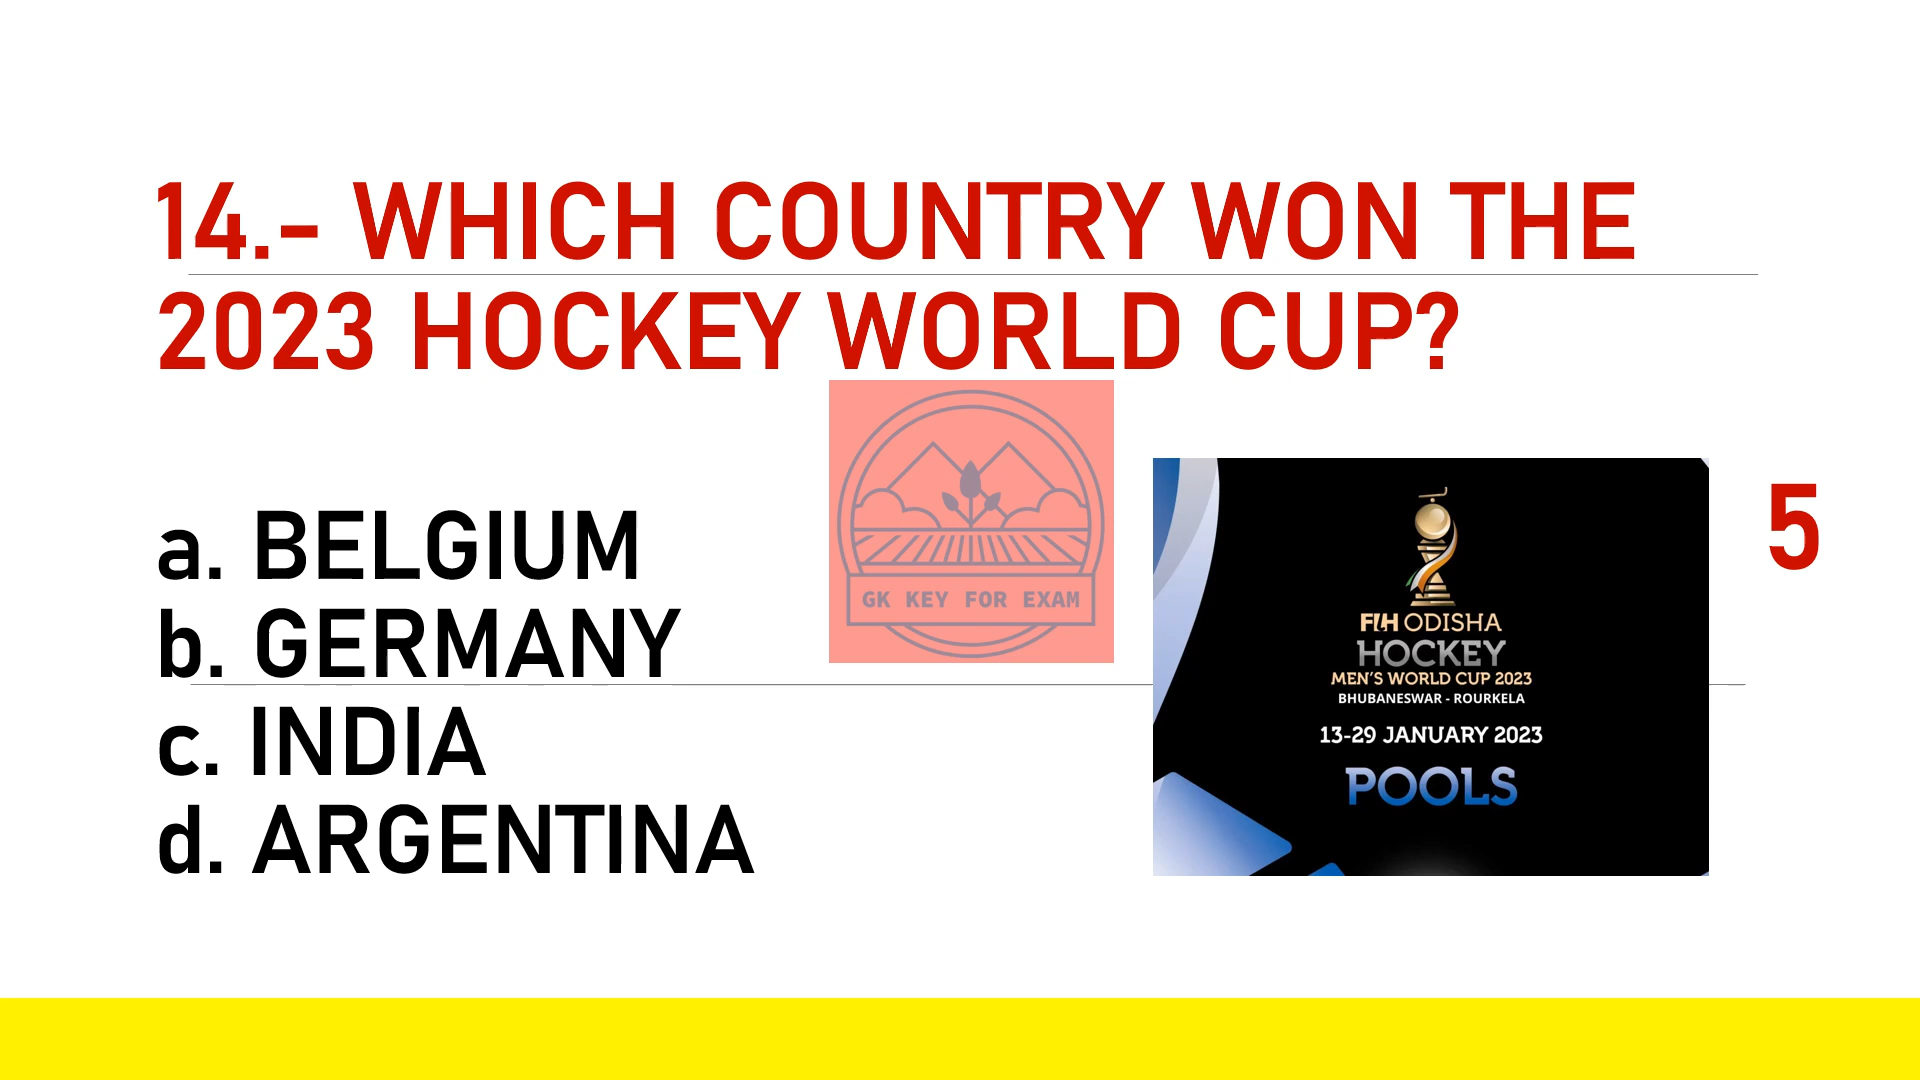 14.- WHICH COUNTRY WON THE
2023 HOCKEY WORLD CUP?
a. BELGIUM
b. GERMANY
c. INDIA
d. ARGENTINA
GK KEY FOR EXAM
FIH ODISHA
HOCKEY
MEN'S WORLD CUP 2023
BHUBANESWAR - ROURKELA
13-29 JANUARY 2023
POOLS
5